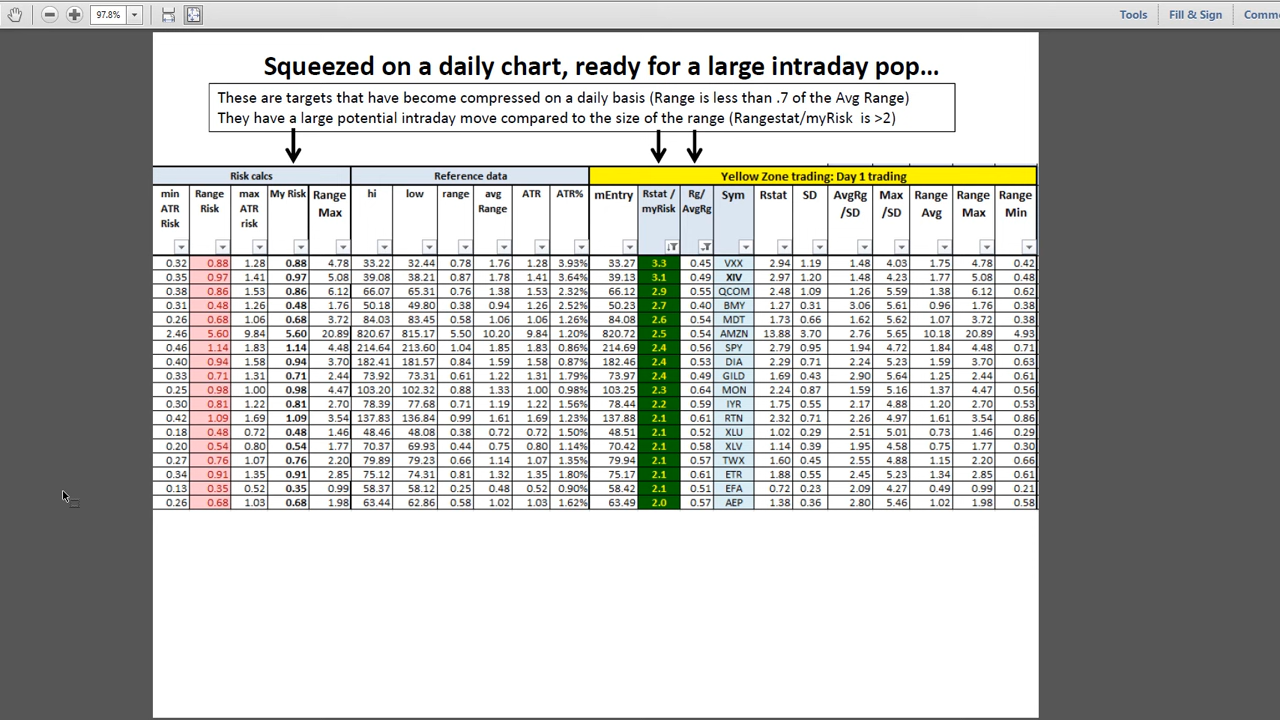 97.8%
Tools
Fill & Sign
Comme
Squeezed on a daily chart, ready for a large intraday pop...
These are targets that have become compressed on a daily basis (Range is less than .7 of the Avg Range)
They have a large potential intraday move compared to the size of the range (Rangestat/myRisk is >2)
Risk calcs Reference data Yellow Zone trading: Day 1 trading
min ATR Risk Range Risk max ATR risk My Risk Range Max hi low range avg Range ATR ATR% mEntry Rstat / myRisk Rg/ AvgRg Sym Rstat SD AvgRg /SD Max /SD Range Avg Range Max Range Min
0.32 0.88 1.28 0.88 4.78 33.22 32.44 0.78 1.76 1.28 3.93% 33.27 3.3 0.45 VXX 2.94 1.19 1.48 4.03 1.75 4.78 0.42
0.35 0.97 1.41 0.97 5.08 39.08 38.21 0.87 1.78 1.41 3.64% 39.13 3.1 0.49 XIV 2.97 1.20 1.48 4.23 1.77 5.08 0.48
0.38 0.86 1.53 0.86 6.12 66.07 65.31 0.76 1.38 1.53 2.32% 66.12 2.9 0.55 QCOM 2.48 1.09 1.26 5.59 1.38 6.12 0.62
0.31 0.48 1.26 0.48 1.76 50.18 49.80 0.38 0.94 1.26 2.52% 50.23 2.7 0.40 BMY 1.27 0.31 3.06 5.61 0.96 1.76 0.38
0.26 0.68 1.06 0.68 3.72 84.03 83.45 0.58 1.06 1.06 1.26% 84.08 2.6 0.54 MDT 1.73 0.66 1.62 5.62 1.07 3.72 0.38
2.46 5.60 9.84 5.60 20.89 820.67 815.17 5.50 10.20 9.84 1.20% 820.72 2.5 0.54 AMZN 13.88 3.70 2.76 5.65 10.18 20.89 4.93
0.46 1.14 1.83 1.14 4.48 214.64 213.60 1.04 1.85 1.83 0.86% 214.69 2.4 0.56 SPY 2.79 0.95 1.94 4.72 1.84 4.48 0.71
0.40 0.94 1.58 0.94 3.70 182.41 181.57 0.84 1.59 1.58 0.87% 182.46 2.4 0.53 DIA 2.29 0.71 2.24 5.23 1.59 3.70 0.63
0.33 0.71 1.31 0.71 2.44 73.92 73.31 0.61 1.22 1.31 1.79% 73.97 2.4 0.49 GILD 1.69 0.43 2.90 5.64 1.25 2.44 0.61
0.25 0.98 1.00 0.98 4.47 103.20 102.32 0.88 1.33 1.00 0.98% 103.25 2.3 0.64 MON 2.24 0.87 1.59 5.16 1.37 4.47 0.56
0.30 0.81 1.22 0.81 2.70 78.39 77.68 0.71 1.19 1.22 1.56% 78.44 2.2 0.59 IYR 1.75 0.55 2.17 4.88 1.20 2.70 0.53
0.42 1.09 1.69 1.09 3.54 137.83 136.84 0.99 1.61 1.69 1.23% 137.88 2.1 0.61 RTN 2.32 0.71 2.26 4.97 1.61 3.54 0.86
0.18 0.48 0.72 0.48 1.46 48.46 48.08 0.38 0.72 0.72 1.50% 48.51 2.1 0.52 XLU 1.02 0.29 2.51 5.01 0.73 1.46 0.29
0.20 0.54 0.80 0.54 1.77 70.37 69.93 0.44 0.75 0.80 1.14% 70.42 2.1 0.58 XLV 1.14 0.39 1.95 4.58 0.75 1.77 0.30
0.27 0.76 1.07 0.76 2.20 79.89 79.23 0.66 1.14 1.07 1.35% 79.94 2.1 0.57 TWX 1.60 0.45 2.55 4.88 1.15 2.20 0.66
0.34 0.91 1.35 0.91 2.85 75.12 74.31 0.81 1.32 1.35 1.80% 75.17 2.1 0.61 ETR 1.88 0.55 2.45 5.23 1.34 2.85 0.61
0.13 0.35 0.52 0.35 0.99 58.37 58.12 0.25 0.48 0.52 0.90% 58.42 2.1 0.51 EFA 0.72 0.23 2.09 4.27 0.49 0.99 0.21
0.26 0.68 1.03 0.68 1.98 63.44 62.86 0.58 1.02 1.03 1.62% 63.49 2.0 0.57 AEP 1.38 0.36 2.80 5.46 1.02 1.98 0.58